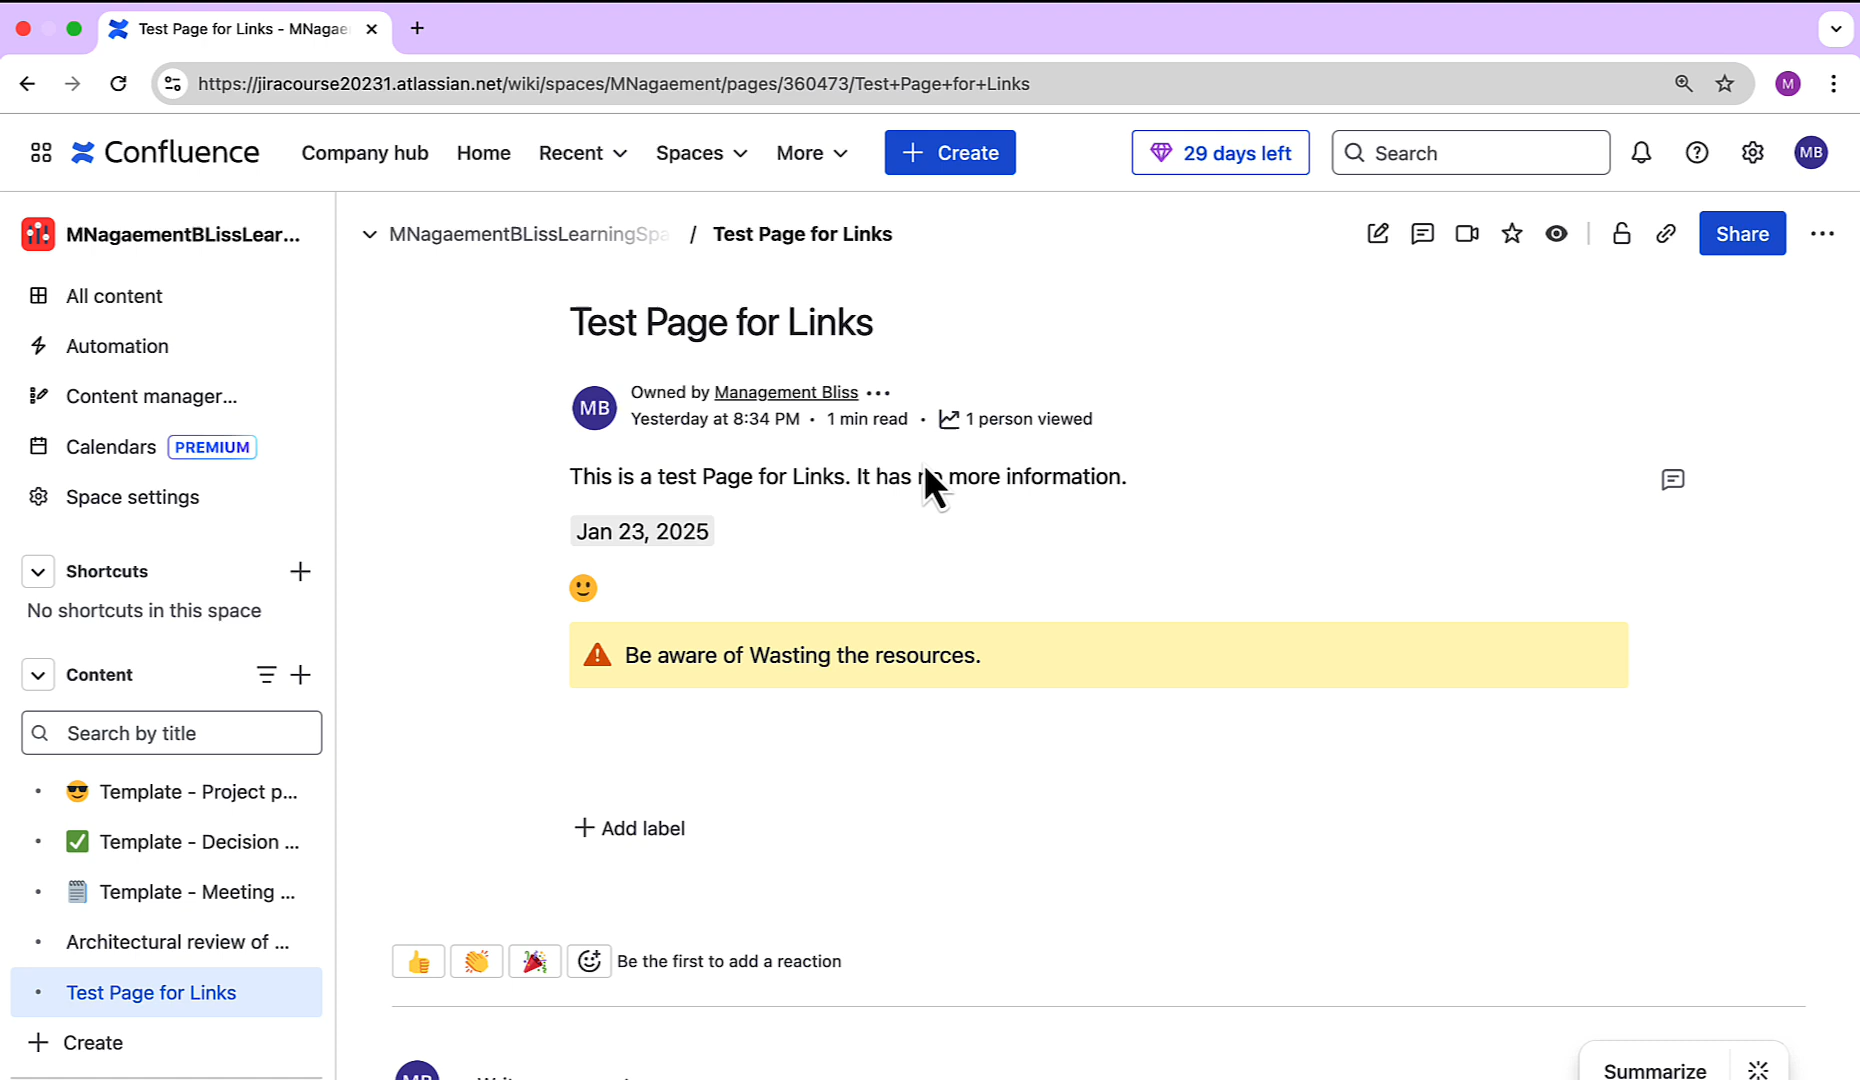 Test Page for Links - MNagae
https://jiracourse20231.atlassian.net/wiki/spaces/MNagaement/pages/360473/Test+Page+for+Links
M
Confluence
Company hub
Home
Recent
Spaces
More
Create
29 days left
Search
MB
MNagaementBLissLear...
MNagaementBLissLearningSpa / Test Page for Links
Share
All content
Automation
Content manager...
Calendars PREMIUM
Space settings
Shortcuts
No shortcuts in this space
Content
Search by title
Template - Project p...
Template - Decision ...
Template - Meeting ...
Architectural review of ...
Test Page for Links
Create
Test Page for Links
MB
Owned by Management Bliss
Yesterday at 8:34 PM • 1 min read • 1 person viewed
This is a test Page for Links. It has no more information.
Jan 23, 2025
Be aware of Wasting the resources.
Add label
Be the first to add a reaction
MB
Summarize